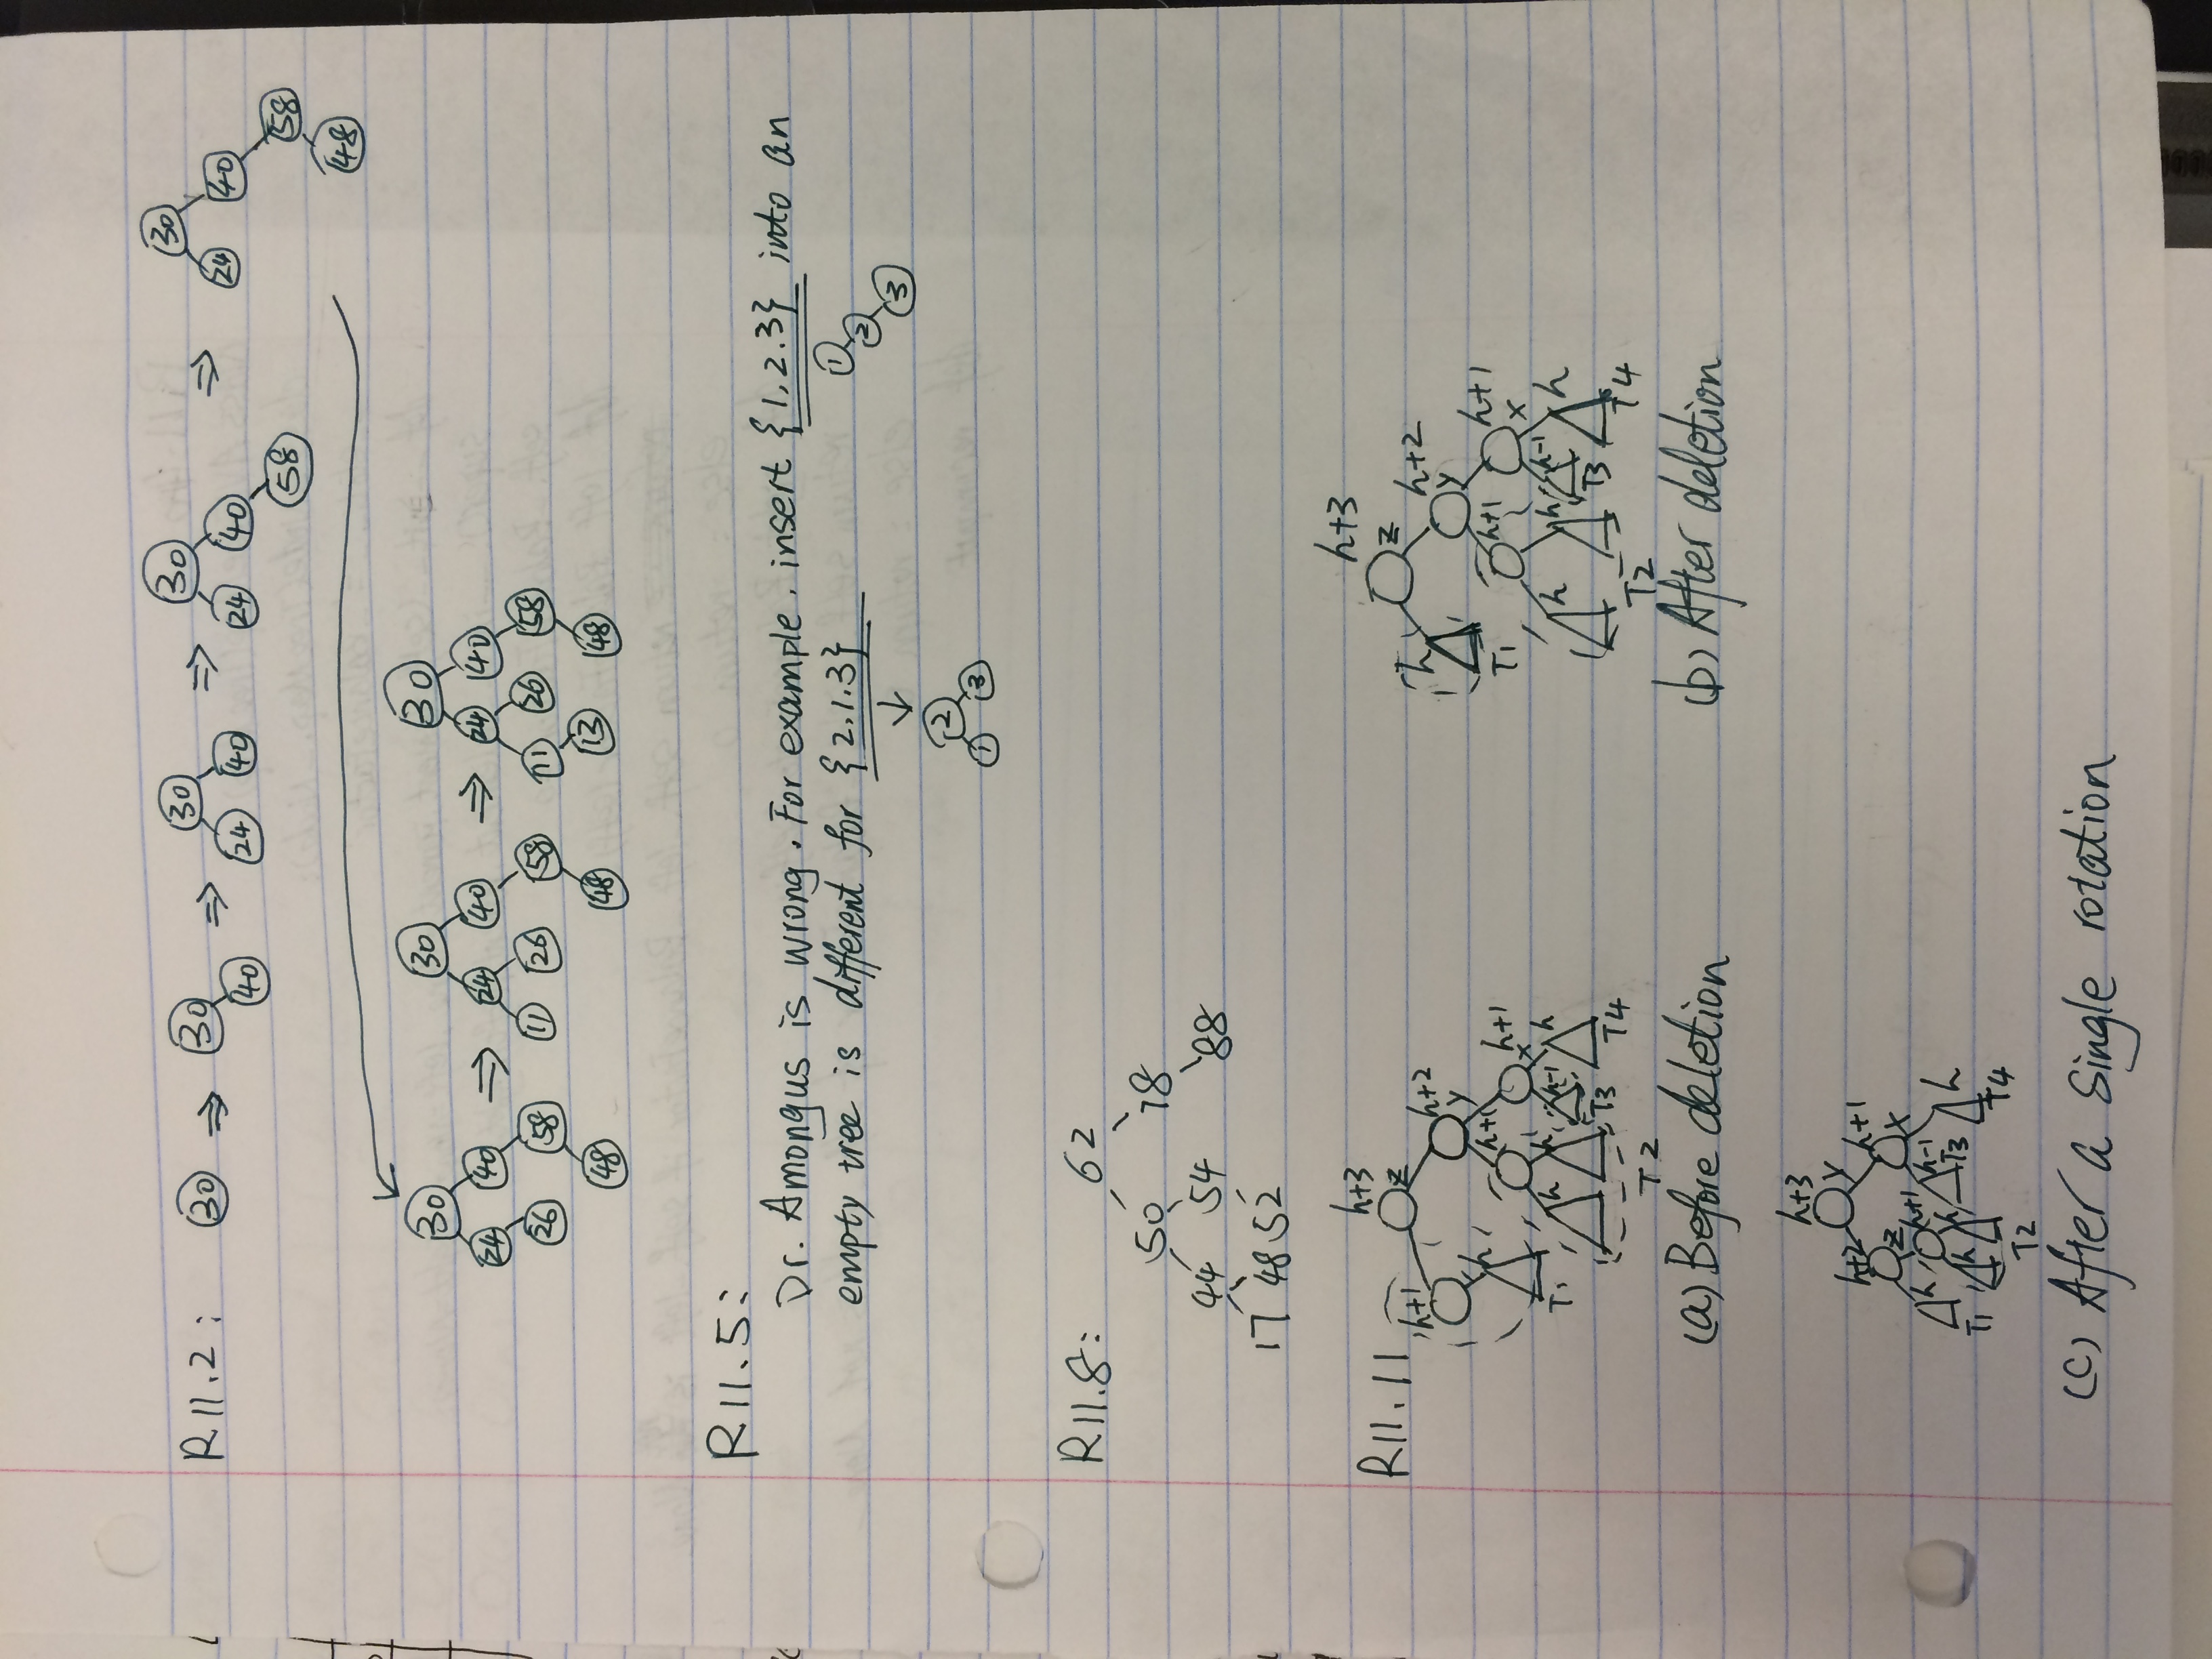 R11.2: 30 ⇒ 30 40 ⇒ 30 24 40 ⇒ 30 24 40 58 ⇒ 30 24 40 58 48
30 24 40 26 58 48 ⇒ 30 24 40 11 26 58 48 ⇒ 30 24 40 11 26 58 13 48
R11.5:
Dr. Amongus is wrong. For example. insert {1,2.3} into an
empty tree is different for {2,1.3}
1
2
3
2
1 3
R11.8: 62
50 78
44 54 88
17 48 52
R11.11
h+3
z
h+1 h+2
y
h h+1 h+1
x
h h h-1 h
T1 T3 T4
T2
(a) Before deletion
h+3
z
h h+2
y
T1 h+1 h+1
x
h h h-1 h
T3 T4
T2
(b) After deletion
h+3
y
h+2 h+1
z x
h h+1 h-1 h
T1 h h T3 T4
T2
(c) After a Single rotation